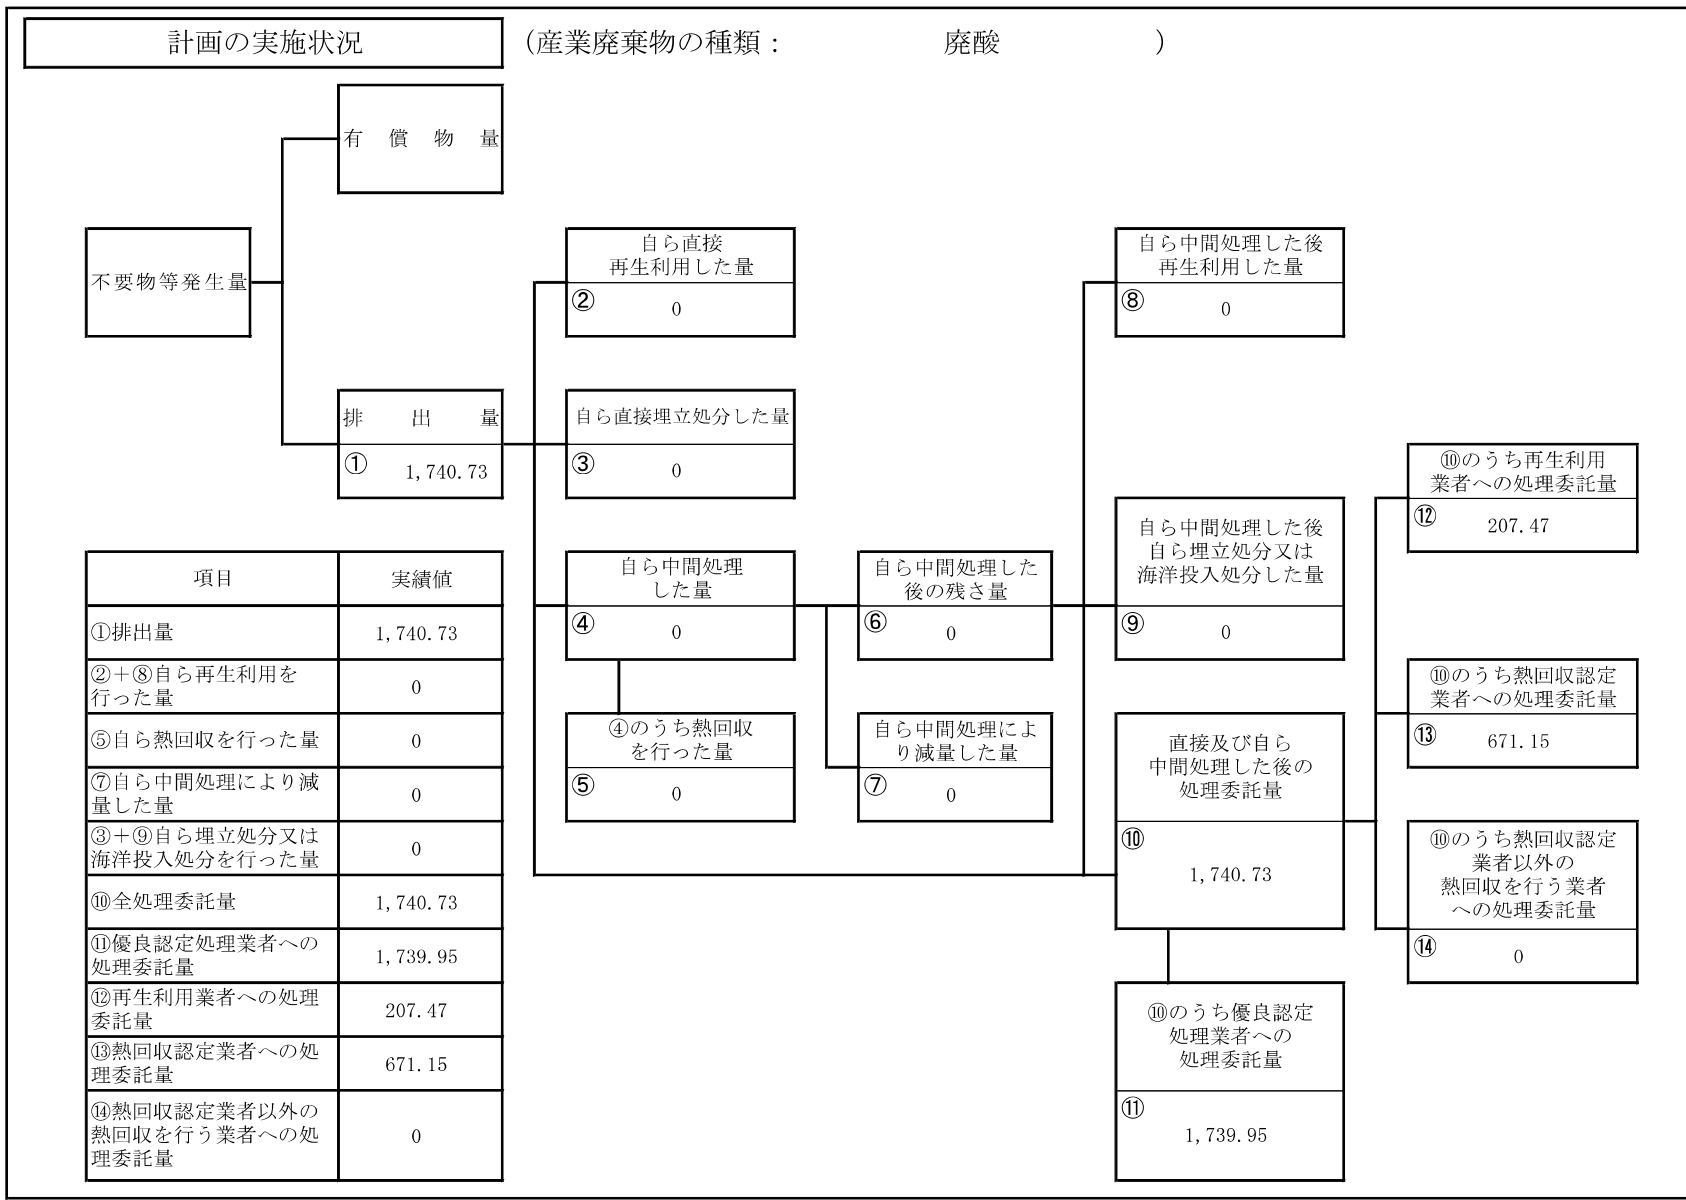 計画の実施状況 （産業廃棄物の種類： 廃酸 ）
有償物量
不要物等発生量
排出量
① 1,740.73
自ら直接
再生利用した量
② 0
自ら直接埋立処分した量
③ 0
自ら中間処理
した量
④ 0
④のうち熱回収
を行った量
⑤ 0
自ら中間処理した
後の残さ量
⑥ 0
自ら中間処理によ
り減量した量
⑦ 0
自ら中間処理した後
再生利用した量
⑧ 0
自ら中間処理した後
自ら埋立処分又は
海洋投入処分した量
⑨ 0
直接及び自ら
中間処理した後の
処理委託量
⑩
1,740.73
⑩のうち優良認定
処理業者への
処理委託量
⑪
1,739.95
⑩のうち再生利用
業者への処理委託量
⑫ 207.47
⑩のうち熱回収認定
業者への処理委託量
⑬ 671.15
⑩のうち熱回収認定
業者以外の
熱回収を行う業者
への処理委託量
⑭ 0
項目 実績値
①排出量 1,740.73
②＋⑧自ら再生利用を
行った量 0
⑤自ら熱回収を行った量 0
⑦自ら中間処理により減
量した量 0
③＋⑨自ら埋立処分又は
海洋投入処分を行った量 0
⑩全処理委託量 1,740.73
⑪優良認定処理業者への
処理委託量 1,739.95
⑫再生利用業者への処理
委託量 207.47
⑬熱回収認定業者への処
理委託量 671.15
⑭熱回収認定業者以外の
熱回収を行う業者への処 0
理委託量